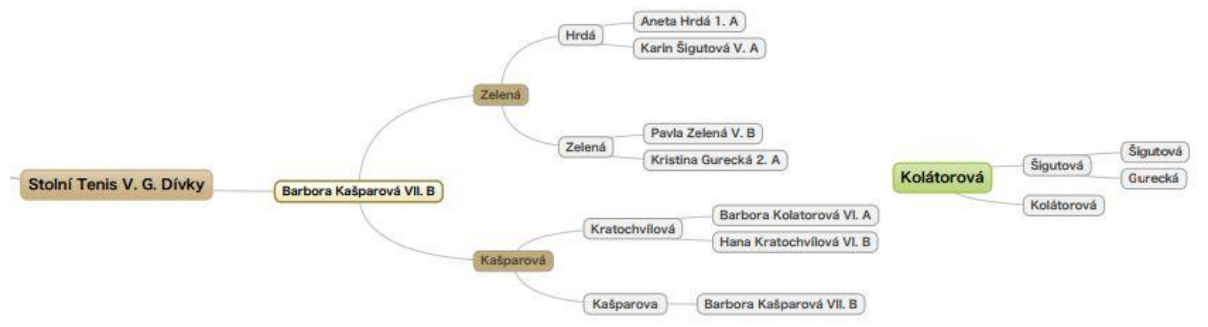 Stolní Tenis V. G. Dívky
Barbora Kašparová VII. B
Zelená
Hrdá
Aneta Hrdá 1. A
Karin Šigutová V. A
Zelená
Pavla Zelená V. B
Kristina Gurecká 2. A
Kašparová
Kratochvílová
Barbora Kolatorová VI. A
Hana Kratochvílová VI. B
Kašparova
Barbora Kašparová VII. B
Kolátorová
Šigutová
Šigutová
Gurecká
Kolátorová